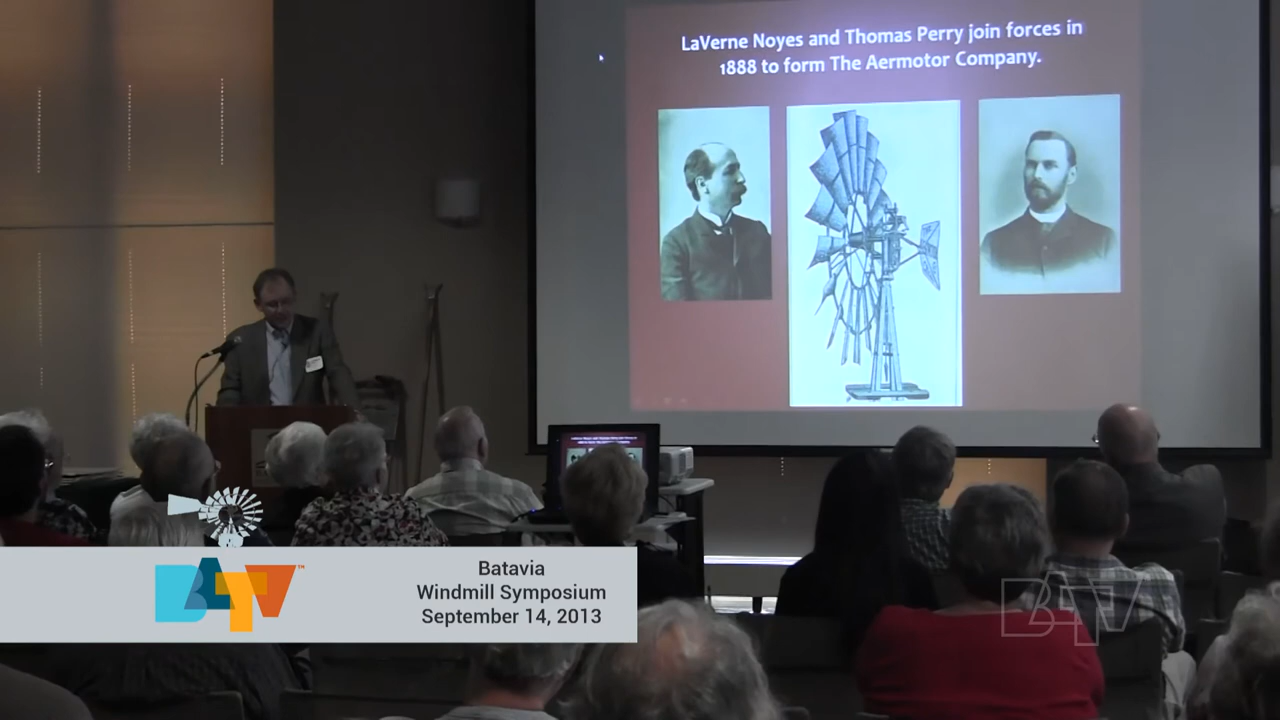 LaVerne Noyes and Thomas Perry join forces in
1888 to form The Aermotor Company.
BATV™
Batavia
Windmill Symposium
September 14, 2013
BATV